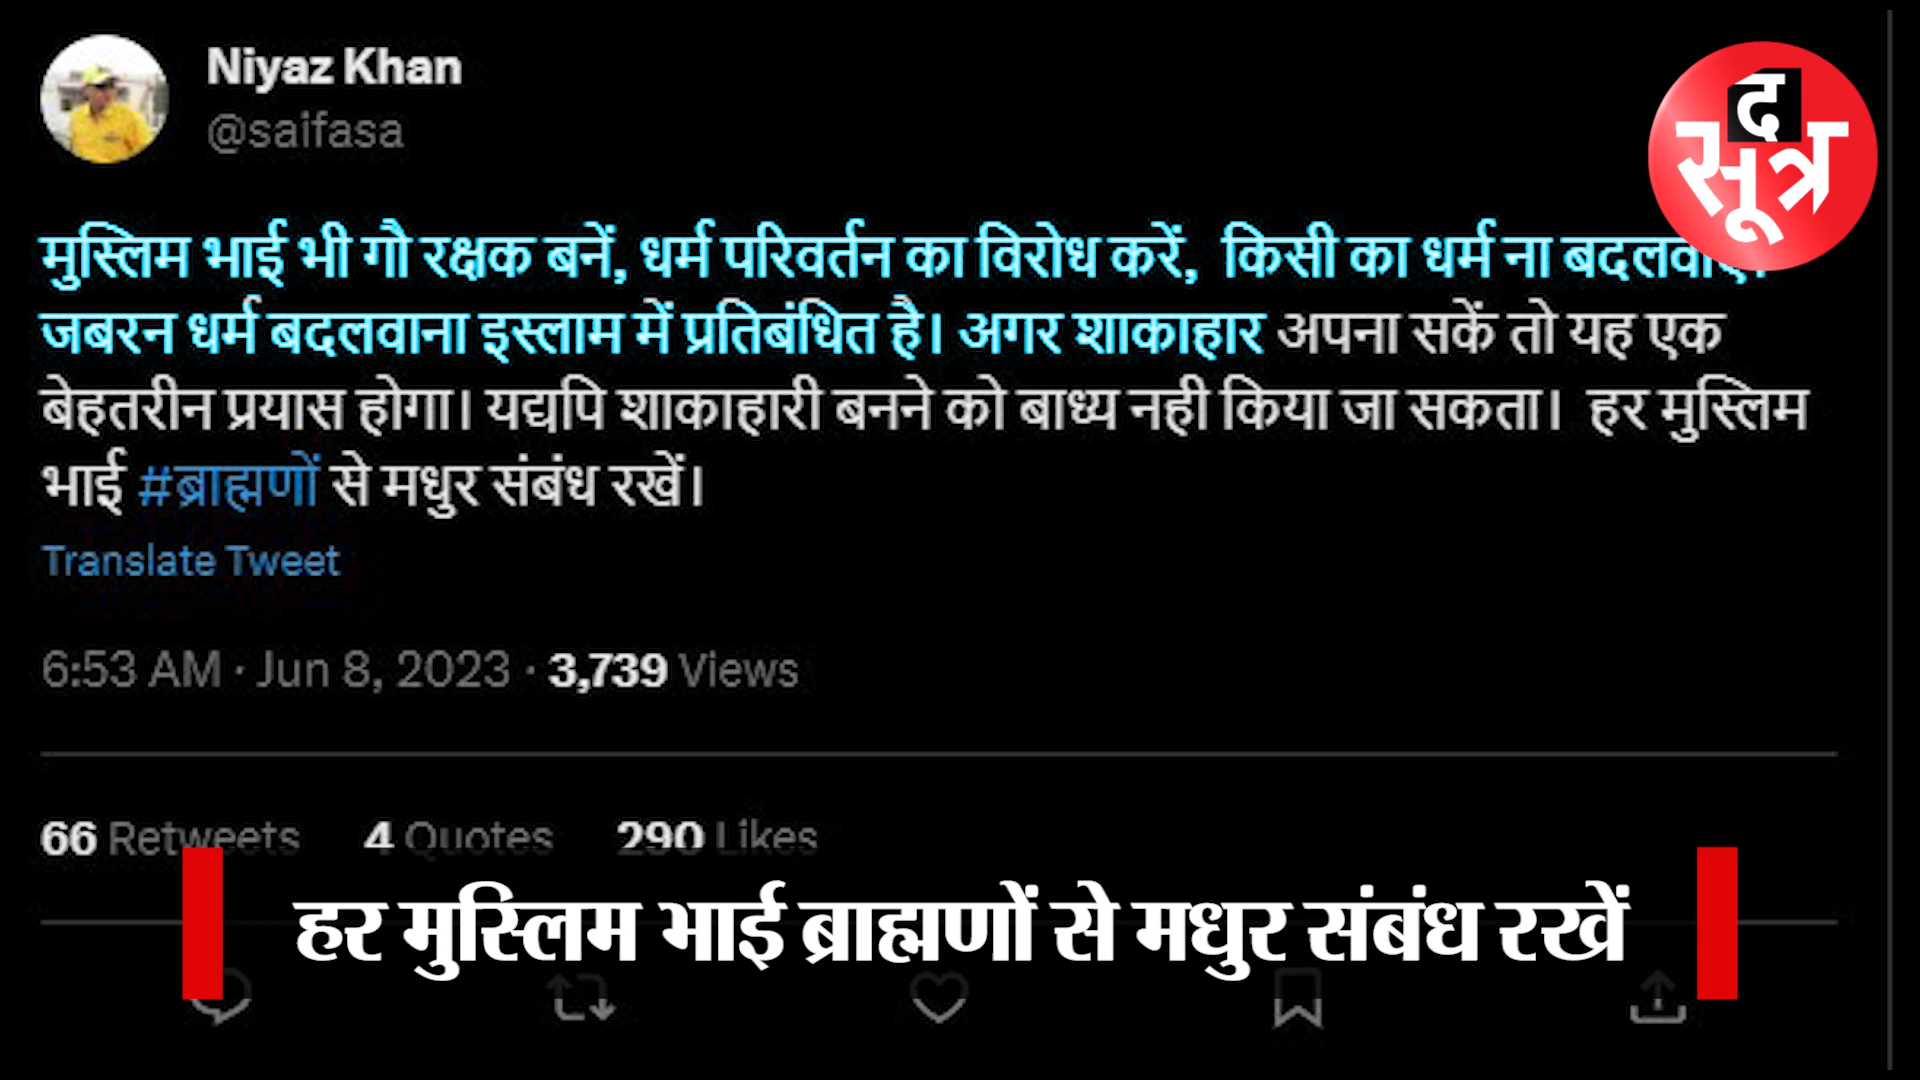 Niyaz Khan
@saifasa
द
सूत्र
मुस्लिम भाई भी गौ रक्षक बनें, धर्म परिवर्तन का विरोध करें, किसी का धर्म ना
जबरन धर्म बदलवाना इस्लाम में प्रतिबंधित है। अगर शाकाहार अपना सकें तो यह एक
बेहतरीन प्रयास होगा। यद्यपि शाकाहारी बनने को बाध्य नही किया जा सकता। हर मुस्लिम
भाई #ब्राह्मणों से मधुर संबंध रखें।
Translate Tweet
6:53 AM · Jun 8, 2023 · 3,739 Views
66 Retweets 4 Quotes 290 Likes
हर मुस्लिम भाई ब्राह्मणों से मधुर संबंध रखें